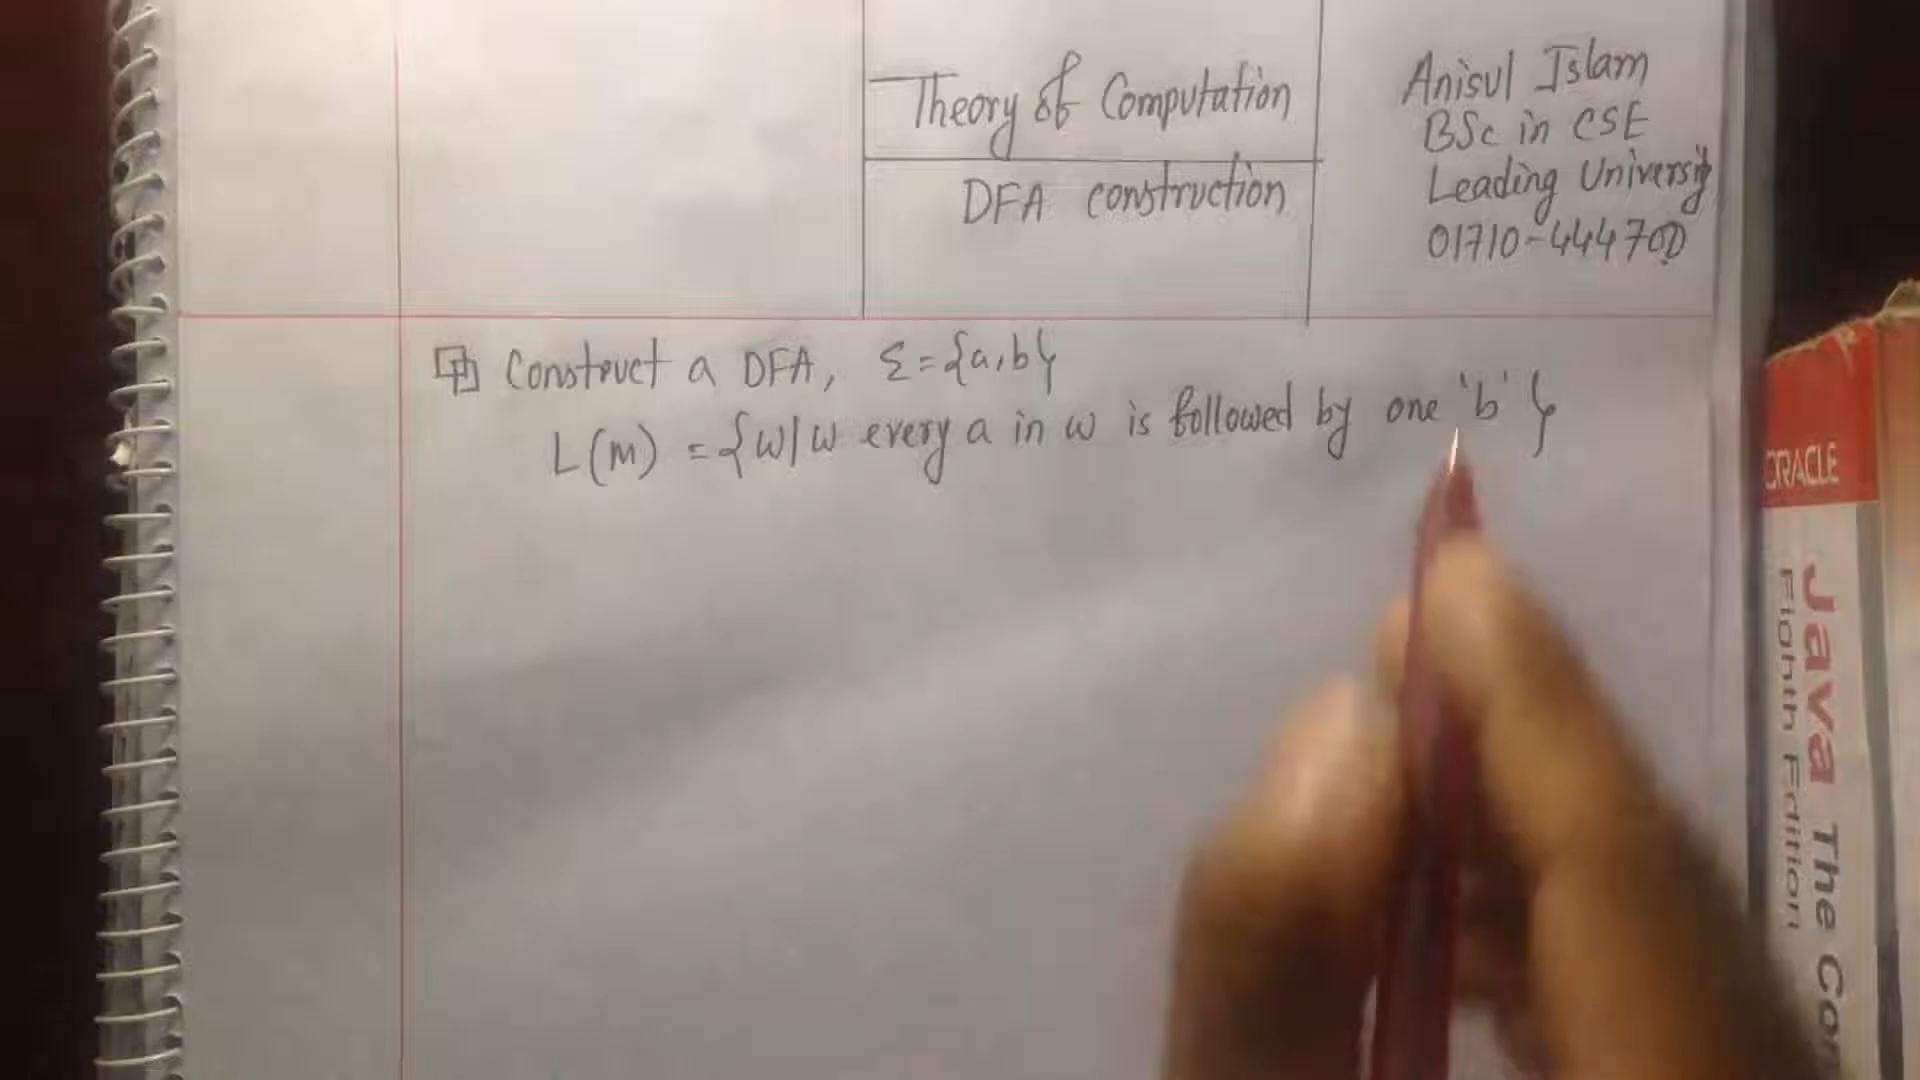 Theory of Computation
DFA construction
Anisul Islam
BSc in CSE
Leading University
01710-444700
Construct a DFA, Σ={a,b}
L(M) = {w/w every a in w is followed by one 'b'}
ORACLE
Java The Com
Eighth Edition